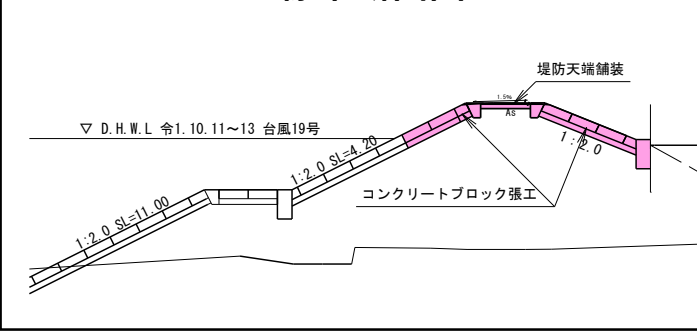 堤防天端舗装
1.5%
As
▽ D.H.W.L 令1.10.11～13 台風19号
1:2.0 SL=4.20
1:2.0
コンクリートブロック張工
1:2.0 SL=11.00